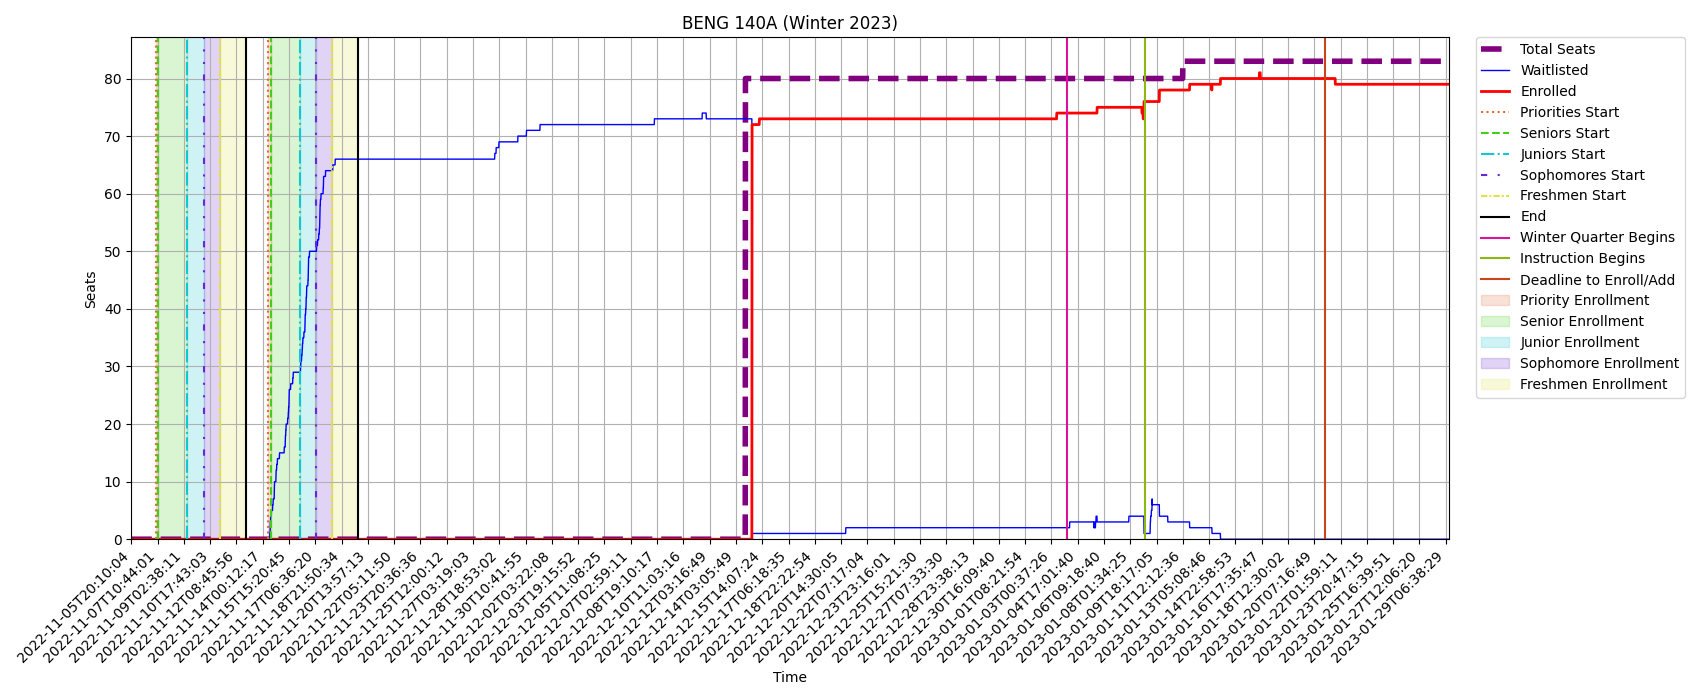 BENG 140A (Winter 2023)
Seats
80
70
60
50
40
30
20
10
0
2022-11-05T20:10:04
2022-11-07T10:44:01
2022-11-09T02:38:11
2022-11-10T17:43:03
2022-11-12T08:45:56
2022-11-14T00:12:17
2022-11-15T15:20:45
2022-11-17T06:36:20
2022-11-18T21:50:34
2022-11-20T13:57:13
2022-11-22T05:11:50
2022-11-23T20:36:36
2022-11-25T12:00:12
2022-11-27T03:19:03
2022-11-28T18:53:02
2022-11-30T10:41:55
2022-12-02T03:22:08
2022-12-03T19:15:52
2022-12-05T11:08:25
2022-12-07T02:59:11
2022-12-08T19:10:17
2022-12-10T11:03:16
2022-12-12T03:16:49
2022-12-14T03:05:49
2022-12-15T14:07:24
2022-12-17T06:18:35
2022-12-18T22:22:54
2022-12-20T14:30:05
2022-12-22T07:17:04
2022-12-23T23:16:01
2022-12-25T15:21:30
2022-12-27T07:33:30
2022-12-28T23:38:13
2022-12-30T16:09:40
2023-01-01T08:21:54
2023-01-03T00:37:26
2023-01-04T17:01:40
2023-01-06T09:18:40
2023-01-08T01:34:25
2023-01-09T18:17:05
2023-01-11T12:12:36
2023-01-13T05:08:46
2023-01-14T22:58:53
2023-01-16T17:35:47
2023-01-18T12:30:02
2023-01-20T07:16:49
2023-01-22T01:59:11
2023-01-23T20:47:15
2023-01-25T16:39:51
2023-01-27T12:06:20
2023-01-29T06:38:29
Time
Total Seats
Waitlisted
Enrolled
Priorities Start
Seniors Start
Juniors Start
Sophomores Start
Freshmen Start
End
Winter Quarter Begins
Instruction Begins
Deadline to Enroll/Add
Priority Enrollment
Senior Enrollment
Junior Enrollment
Sophomore Enrollment
Freshmen Enrollment